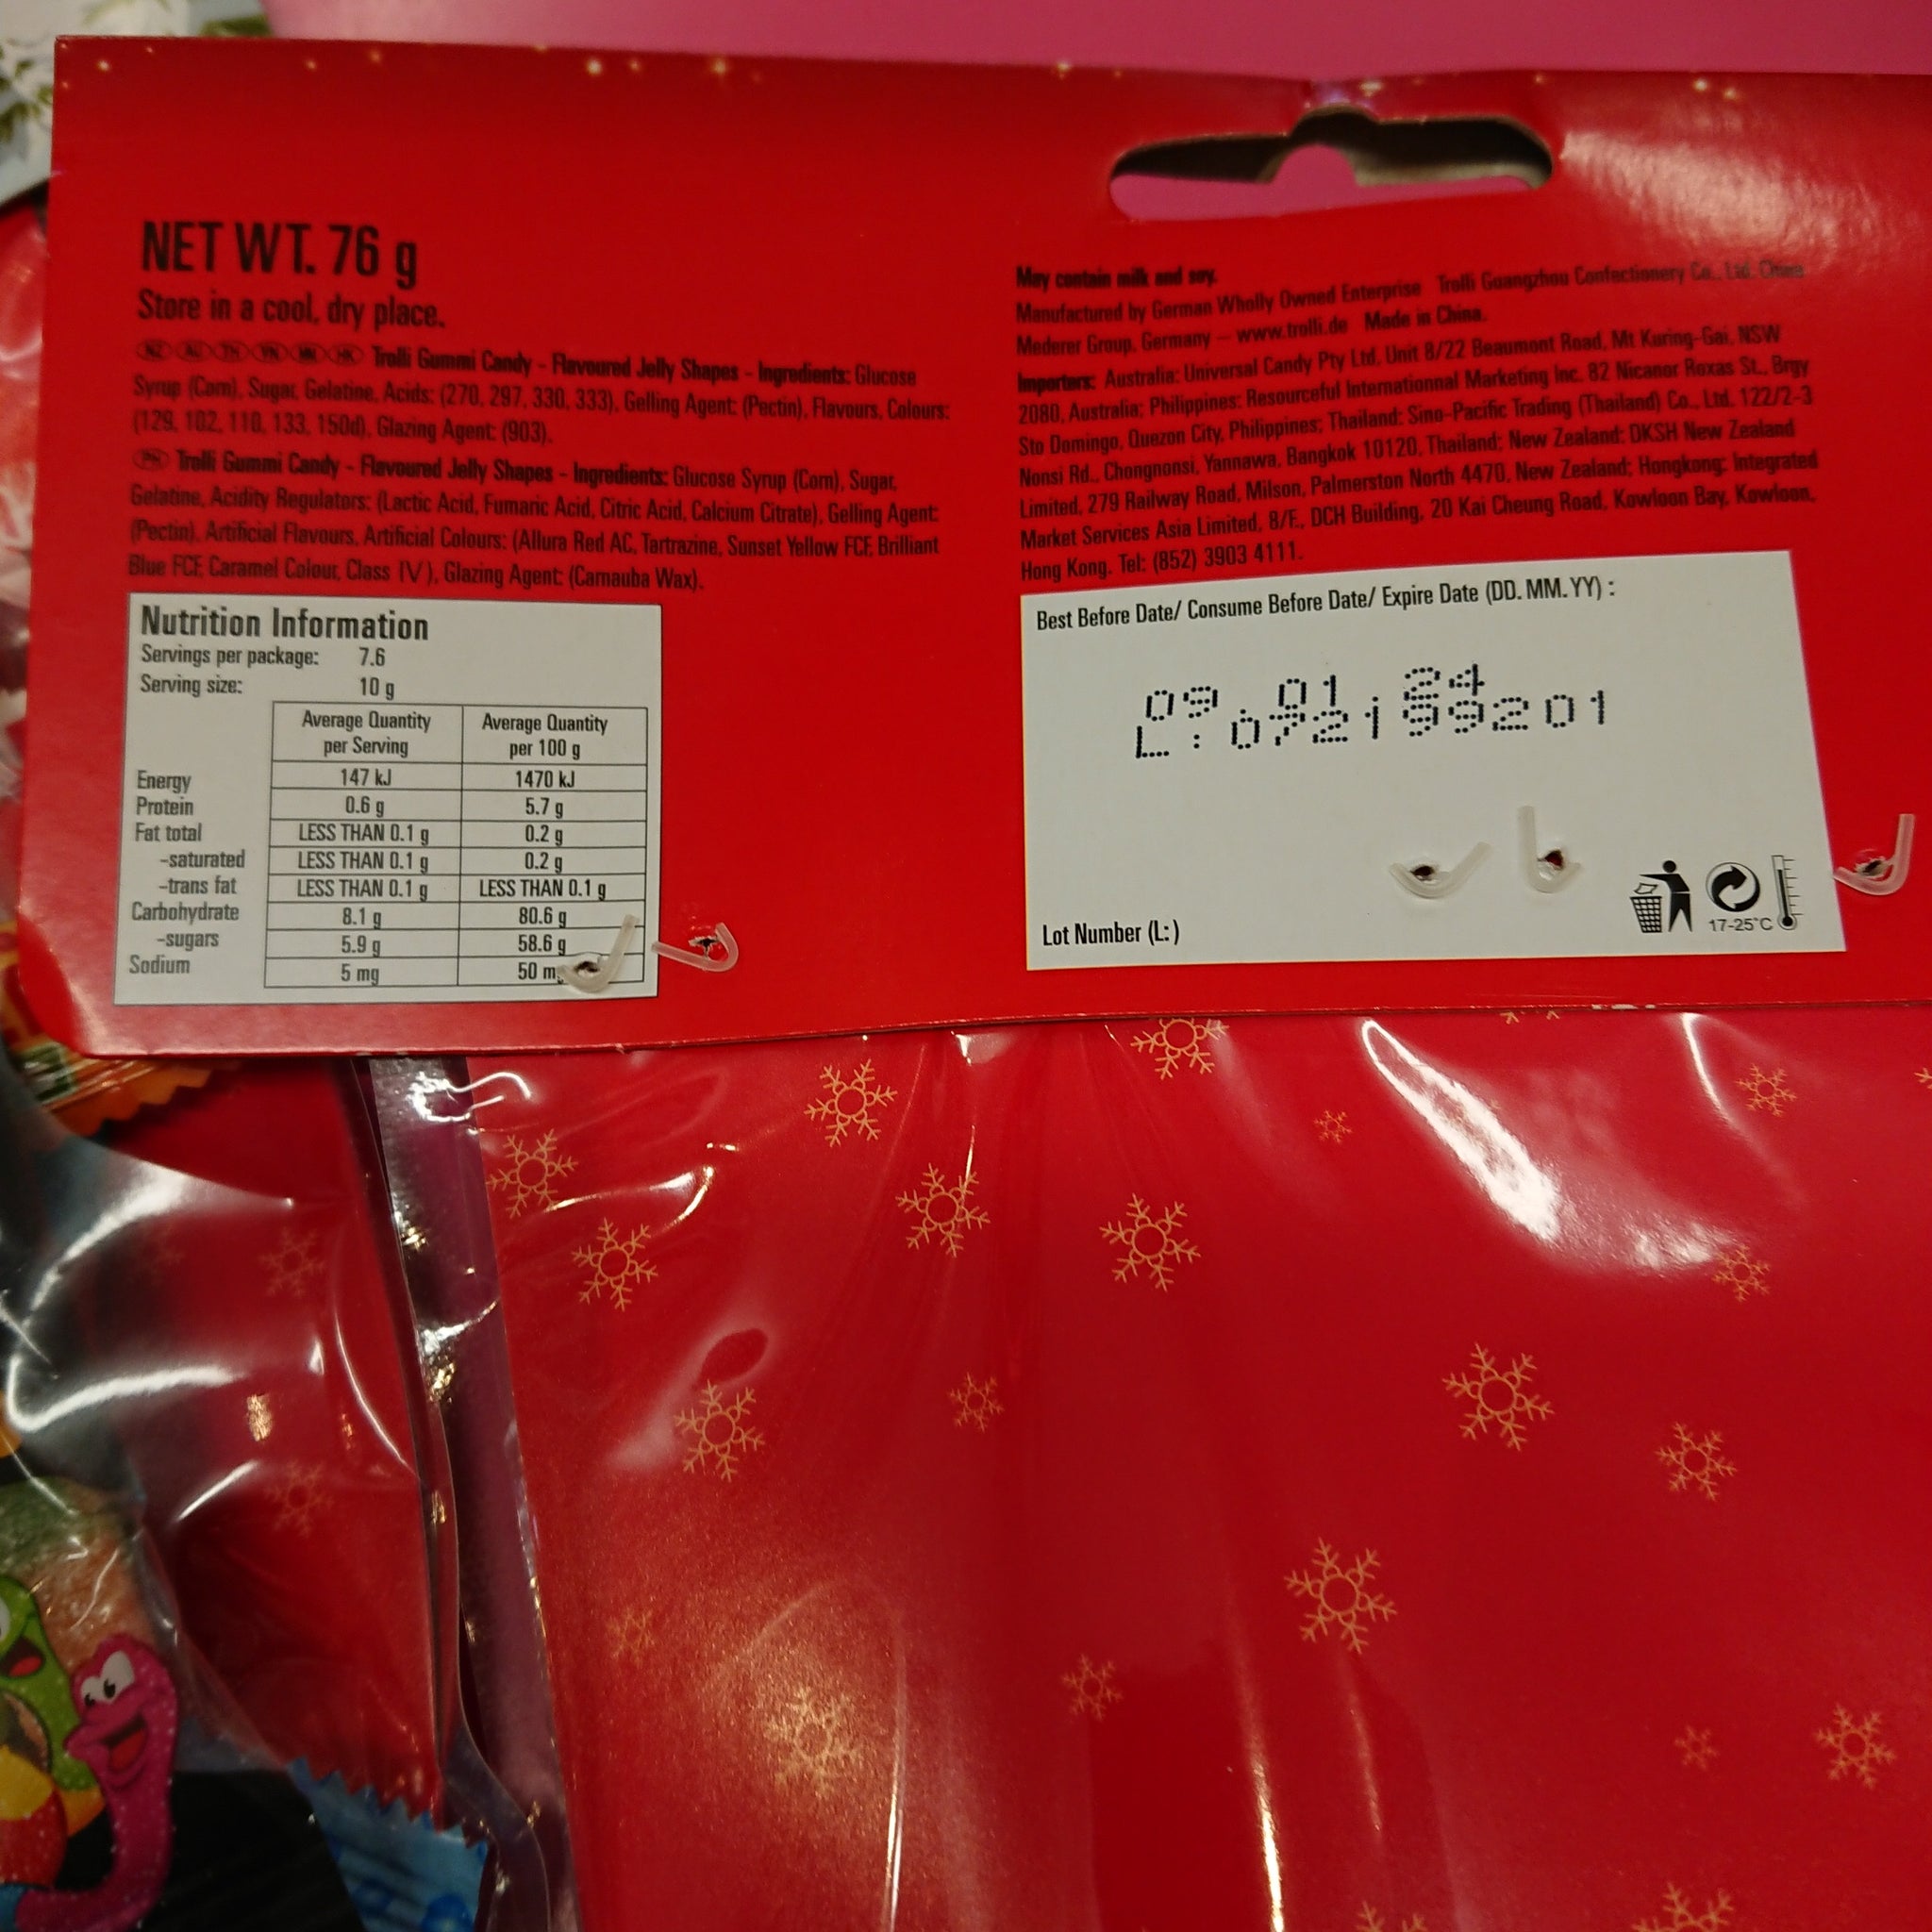 NET WT. 76 g
Store in a cool, dry place.
NZ AU TH VN MM HK Trolli Gummi Candy - Flavoured Jelly Shapes - Ingredients: Glucose
Syrup (Corn), Sugar, Gelatine, Acids: (270, 297, 330, 333), Gelling Agent: (Pectin), Flavours, Colours:
(129, 102, 110, 133, 150d), Glazing Agent: (903).
PH Trolli Gummi Candy - Flavoured Jelly Shapes - Ingredients: Glucose Syrup (Corn), Sugar,
Gelatine, Acidity Regulators: (Lactic Acid, Fumaric Acid, Citric Acid, Calcium Citrate), Gelling Agent:
(Pectin), Artificial Flavours, Artificial Colours: (Allura Red AC, Tartrazine, Sunset Yellow FCF, Brilliant
Blue FCF, Caramel Colour, Class IV), Glazing Agent: (Carnauba Wax).
Nutrition Information
Servings per package: 7.6
Serving size: 10 g
Average Quantity per Serving Average Quantity per 100 g
Energy 147 kJ 1470 kJ
Protein 0.6 g 5.7 g
Fat total LESS THAN 0.1 g 0.2 g
-saturated LESS THAN 0.1 g 0.2 g
-trans fat LESS THAN 0.1 g LESS THAN 0.1 g
Carbohydrate 8.1 g 80.6 g
-sugars 5.9 g 58.6 g
Sodium 5 mg 50 m
May contain milk and soy.
Manufactured by German Wholly Owned Enterprise Trolli Guangzhou Confectionery Co., Ltd. China
Mederer Group, Germany – www.trolli.de Made in China.
Importers: Australia: Universal Candy Pty Ltd. Unit 8/22 Beaumont Road, Mt Kuring-Gai, NSW
2080, Australia; Philippines: Resourceful Internationnal Marketing Inc. 82 Nicanor Roxas St., Brgy
Sto Domingo, Quezon City, Philippines; Thailand: Sino-Pacific Trading (Thailand) Co., Ltd. 122/2-3
Nonsi Rd., Chongnonsi, Yannawa, Bangkok 10120, Thailand; New Zealand: DKSH New Zealand
Limited, 279 Railway Road, Milson, Palmerston North 4470, New Zealand; Hongkong: Integrated
Market Services Asia Limited, 8/F., DCH Building, 20 Kai Cheung Road, Kowloon Bay, Kowloon,
Hong Kong. Tel: (852) 3903 4111.
Best Before Date/ Consume Before Date/ Expire Date (DD. MM. YY) :
09. 01. 24
L: 072199201
Lot Number (L: )
17-25°C